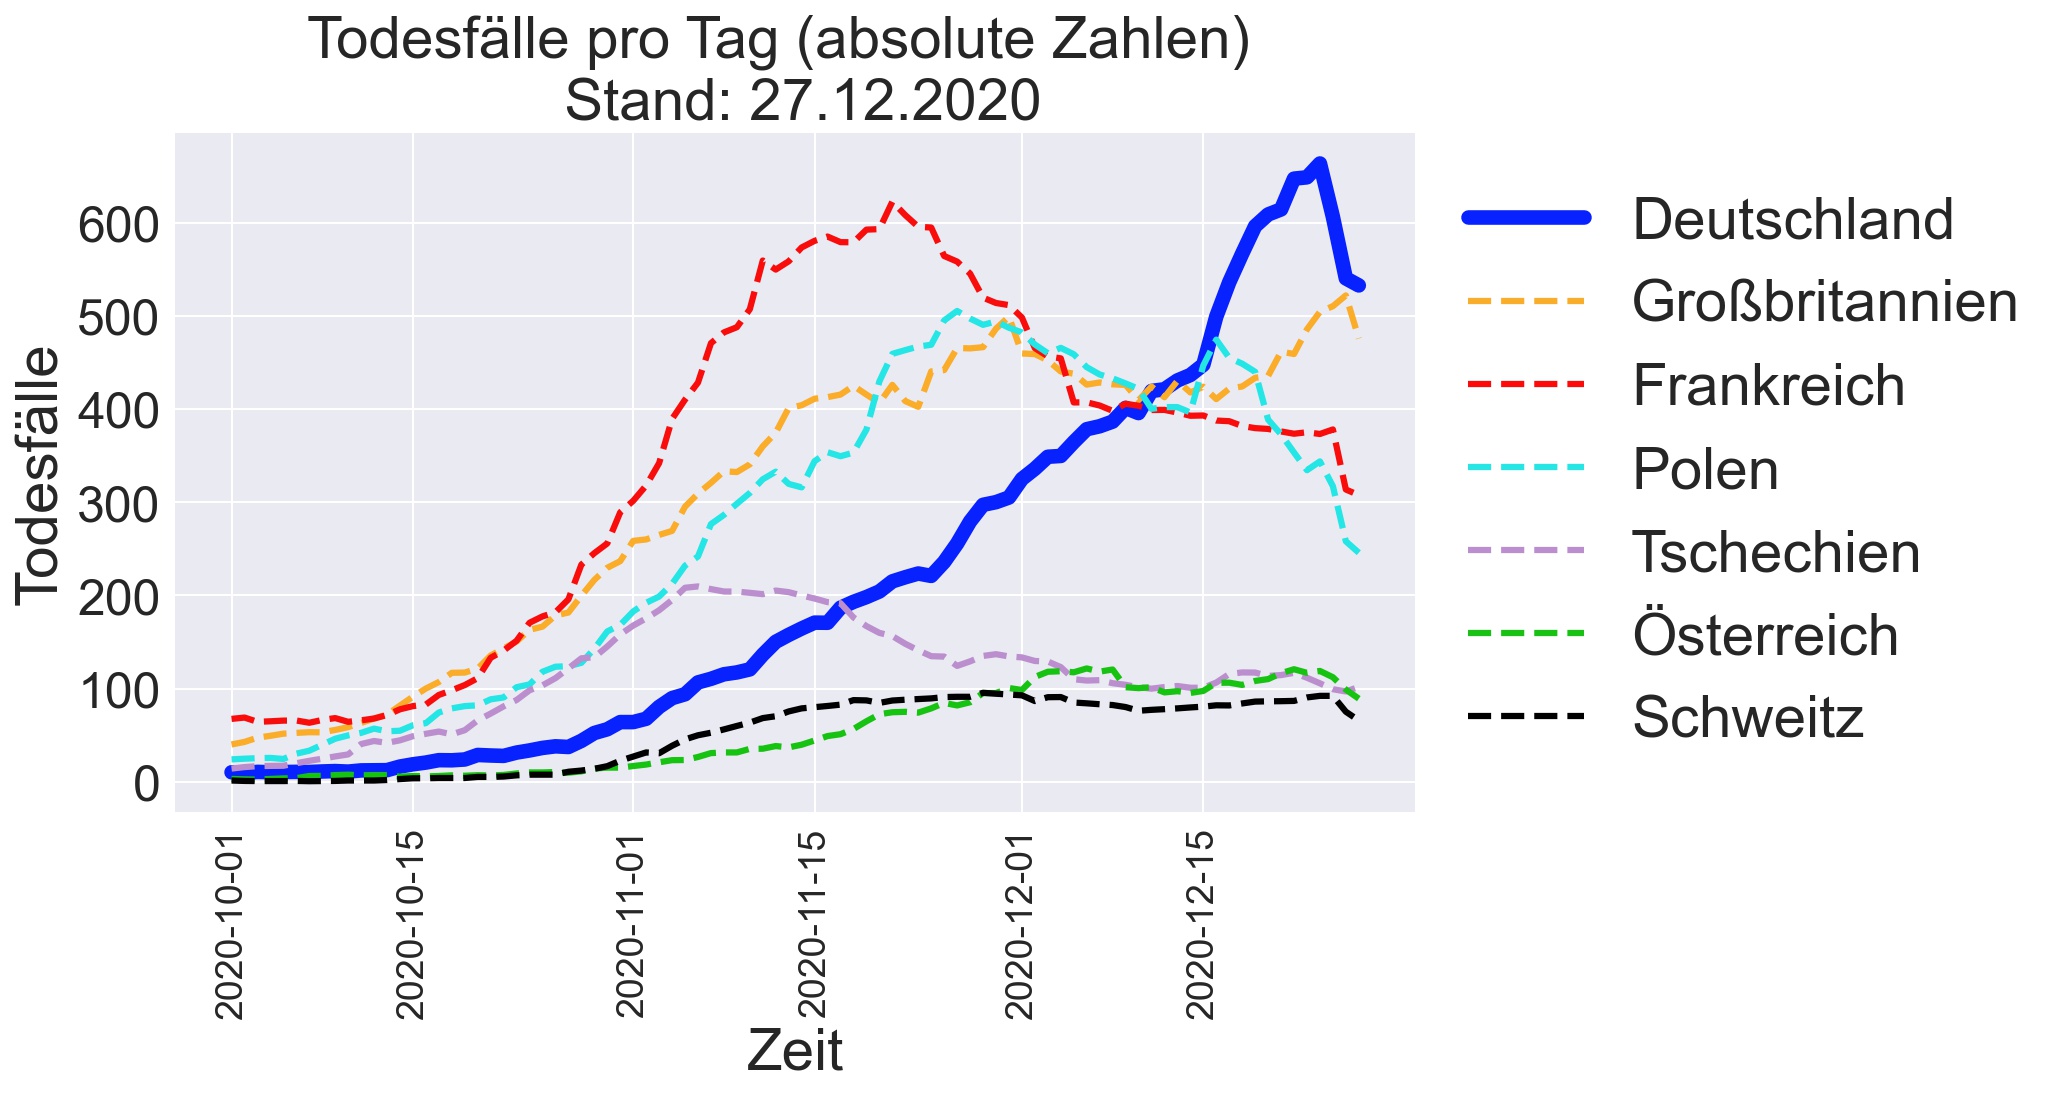 Todesfälle pro Tag (absolute Zahlen)
Stand: 27.12.2020
Todesfälle
600
500
400
300
200
100
0
2020-10-01
2020-10-15
2020-11-01
2020-11-15
2020-12-01
2020-12-15
Zeit
Deutschland
Großbritannien
Frankreich
Polen
Tschechien
Österreich
Schweitz